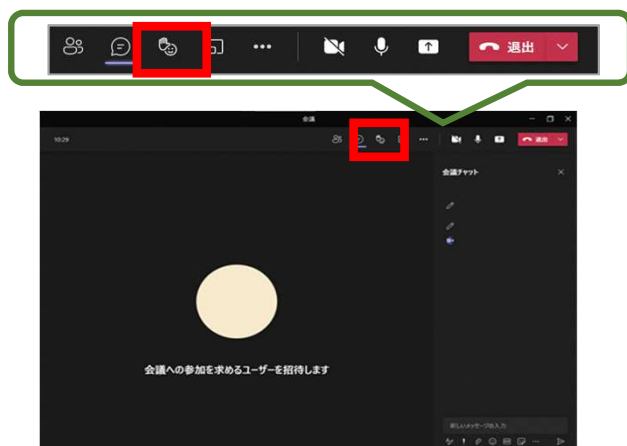 退出
会議
10:29
退出
会議チャット
会議への参加を求めるユーザーを招待します
新しいメッセージの入力